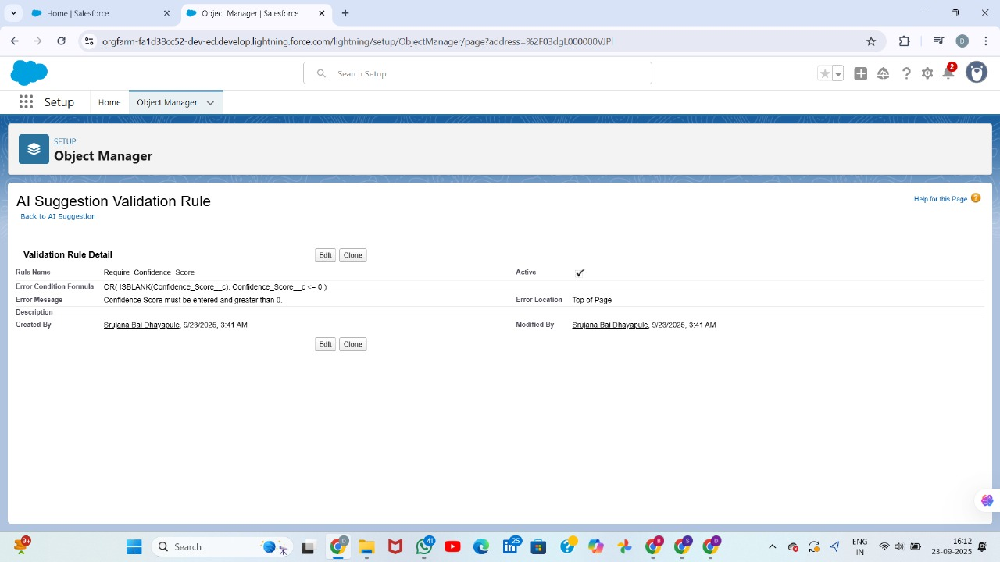 Home | Salesforce
Object Manager | Salesforce
orgfarm-fa1d38cc52-dev-ed.develop.lightning.force.com/lightning/setup/ObjectManager/page?address=%2F03dgL000000VJPl
D
Search Setup
2
Setup
Home
Object Manager
SETUP
Object Manager
AI Suggestion Validation Rule
Help for this Page
Back to AI Suggestion
Validation Rule Detail
Edit
Clone
Rule Name
Require_Confidence_Score
Active
Error Condition Formula
OR( ISBLANK(Confidence_Score__c), Confidence_Score__c <= 0 )
Error Message
Confidence Score must be entered and greater than 0.
Error Location
Top of Page
Description
Created By
Srujana Bai Dhayapule, 9/23/2025, 3:41 AM
Modified By
Srujana Bai Dhayapule, 9/23/2025, 3:41 AM
Edit
Clone
9+
Search
D
41
25
B
S
D
ENG
IN
16:12
23-09-2025